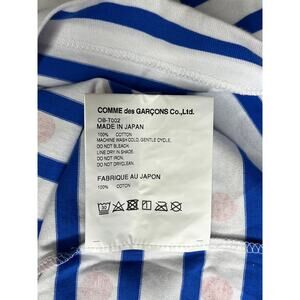 COMME des GARÇONS Co., Ltd.
OB-T002
MADE IN JAPAN
100% COTTON
MACHINE WASH COLD, GENTLE CYCLE.
DO NOT BLEACH.
LINE DRY IN SHADE.
DO NOT IRON.
DO NOT DRYCLEAN.
FABRIQUE AU JAPON
100% COTON
30